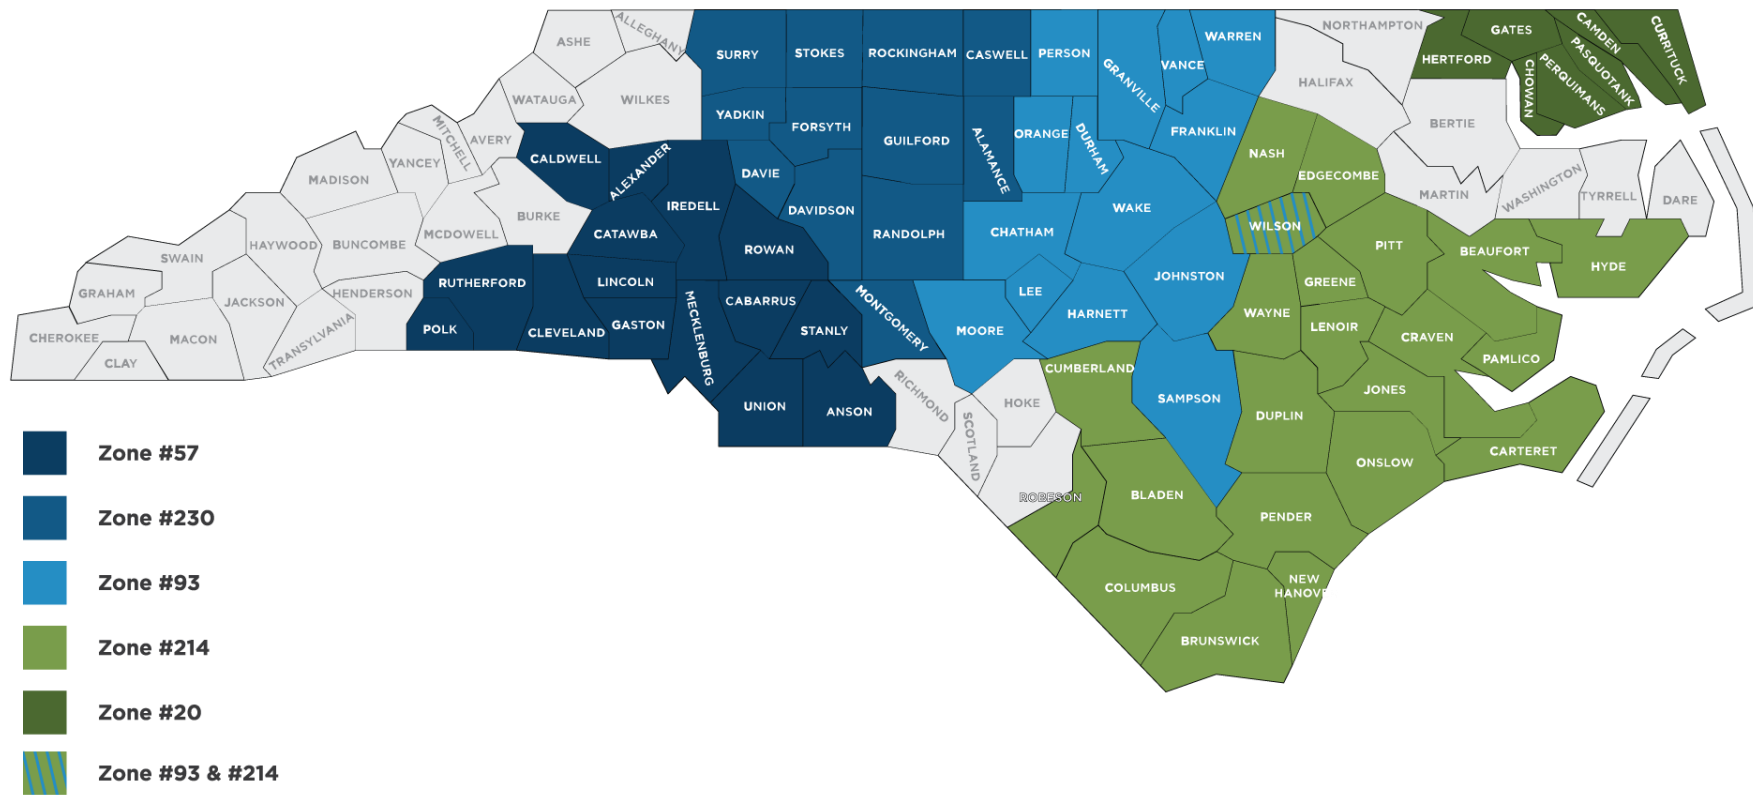 ALLEGHANY
NORTHAMPTON
CAMDEN
CURRITUCK
GATES
ASHE
WARREN
SURRY
STOKES
ROCKINGHAM
CASWELL
PERSON
GRANVILLE
VANCE
HERTFORD
PASQUOTANK
CHOWAN
PERQUIMANS
WATAUGA
WILKES
HALIFAX
YADKIN
FORSYTH
BERTIE
MITCHELL
AVERY
GUILFORD
ALAMANCE
ORANGE
DURHAM
FRANKLIN
YANCEY
CALDWELL
ALEXANDER
NASH
MADISON
DAVIE
EDGECOMBE
IREDELL
WASHINGTON
MARTIN
TYRRELL
DARE
BURKE
DAVIDSON
WAKE
MCDOWELL
CATAWBA
RANDOLPH
CHATHAM
WILSON
HAYWOOD
BUNCOMBE
ROWAN
PITT
BEAUFORT
SWAIN
HYDE
RUTHERFORD
LINCOLN
JOHNSTON
GREENE
GRAHAM
HENDERSON
JACKSON
CABARRUS
LEE
MECKLENBURG
MONTGOMERY
HARNETT
WAYNE
POLK
CLEVELAND
GASTON
STANLY
MOORE
LENOIR
CHEROKEE
MACON
TRANSYLVANIA
CRAVEN
CLAY
PAMLICO
CUMBERLAND
RICHMOND
HOKE
JONES
UNION
ANSON
SAMPSON
DUPLIN
SCOTLAND
CARTERET
ONSLOW
ROBESON
BLADEN
PENDER
COLUMBUS
NEW
HANOVE
BRUNSWICK
Zone #57
Zone #230
Zone #93
Zone #214
Zone #20
Zone #93 & #214